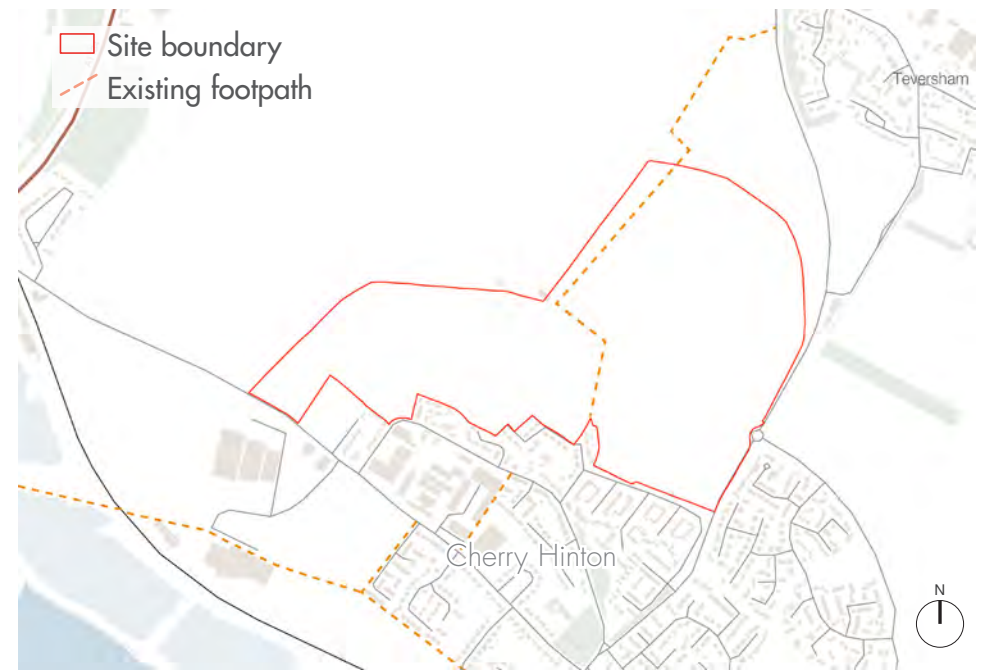 Site boundary
Existing footpath
Teversham
Cherry Hinton
N